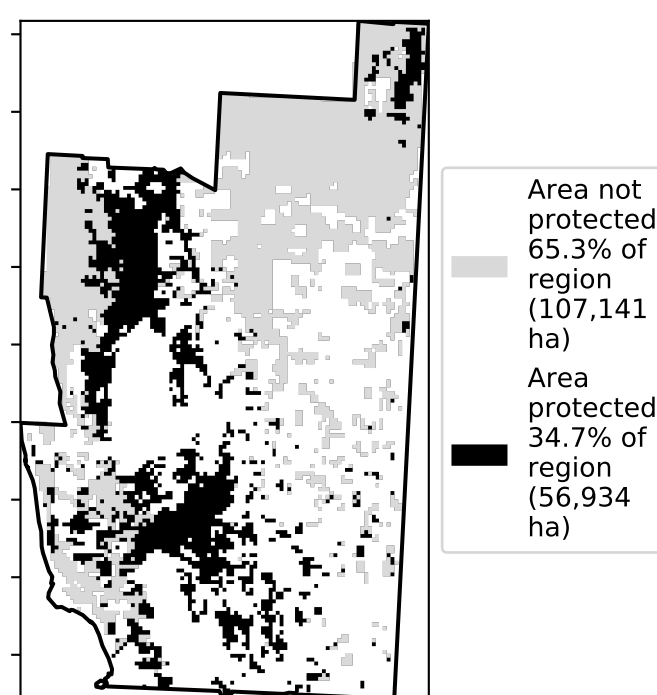 Area not
protected
65.3% of
region
(107,141
ha)
Area
protected
34.7% of
region
(56,934
ha)